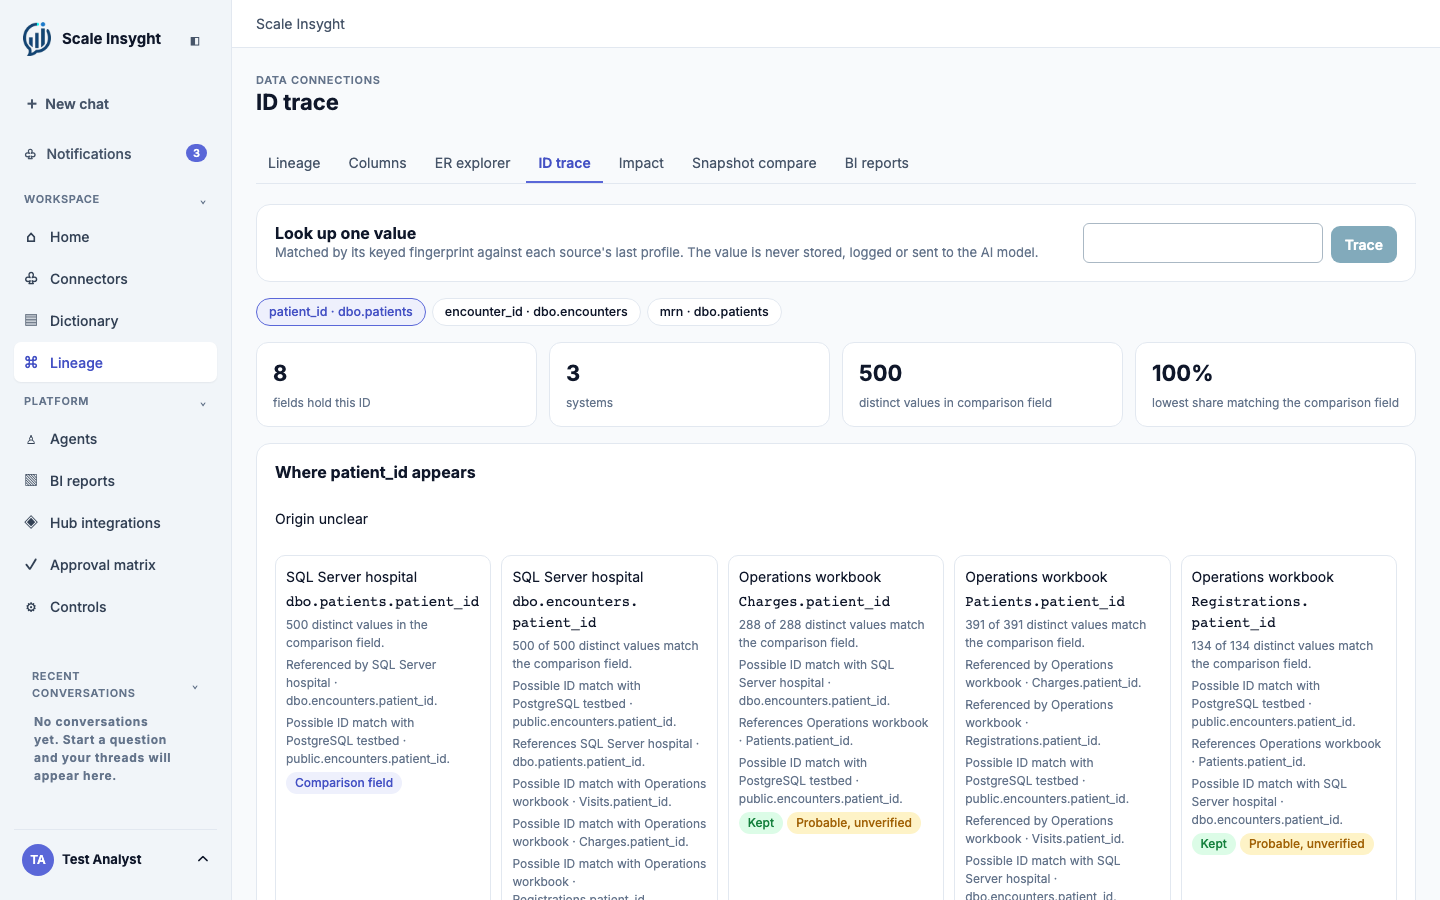 Scale Insyght
New chat
Notifications
3
WORKSPACE
Home
Connectors
Dictionary
Lineage
PLATFORM
Agents
BI reports
Hub integrations
Approval matrix
Controls
RECENT
CONVERSATIONS
No conversations
yet. Start a question
and your threads will
appear here.
TA
Test Analyst
Scale Insyght
DATA CONNECTIONS
ID trace
Lineage
Columns
ER explorer
ID trace
Impact
Snapshot compare
BI reports
Look up one value
Matched by its keyed fingerprint against each source's last profile. The value is never stored, logged or sent to the AI model.
Trace
patient_id · dbo.patients
encounter_id · dbo.encounters
mrn · dbo.patients
8
fields hold this ID
3
systems
500
distinct values in comparison field
100%
lowest share matching the comparison field
Where patient_id appears
Origin unclear
SQL Server hospital
dbo.patients.patient_id
500 distinct values in the
comparison field.
Referenced by SQL Server
hospital ·
dbo.encounters.patient_id.
Possible ID match with
PostgreSQL testbed ·
public.encounters.patient_id.
Comparison field
SQL Server hospital
dbo.encounters.
patient_id
500 of 500 distinct values match
the comparison field.
Possible ID match with
PostgreSQL testbed ·
public.encounters.patient_id.
References SQL Server hospital ·
dbo.patients.patient_id.
Possible ID match with Operations
workbook · Visits.patient_id.
Possible ID match with Operations
workbook · Charges.patient_id.
Possible ID match with Operations
workbook ·
Registrations.patient_id.
Operations workbook
Charges.patient_id
288 of 288 distinct values match
the comparison field.
Possible ID match with SQL
Server hospital ·
dbo.encounters.patient_id.
References Operations workbook
· Patients.patient_id.
Possible ID match with
PostgreSQL testbed ·
public.encounters.patient_id.
Kept
Probable, unverified
Operations workbook
Patients.patient_id
391 of 391 distinct values match
the comparison field.
Referenced by Operations
workbook · Charges.patient_id.
Referenced by Operations
workbook ·
Registrations.patient_id.
Possible ID match with
PostgreSQL testbed ·
public.encounters.patient_id.
Referenced by Operations
workbook · Visits.patient_id.
Possible ID match with SQL
Server hospital ·
dbo.encounters.patient_id.
Operations workbook
Registrations.
patient_id
134 of 134 distinct values match
the comparison field.
Possible ID match with
PostgreSQL testbed ·
public.encounters.patient_id.
References Operations workbook
· Patients.patient_id.
Possible ID match with SQL
Server hospital ·
dbo.encounters.patient_id.
Kept
Probable, unverified